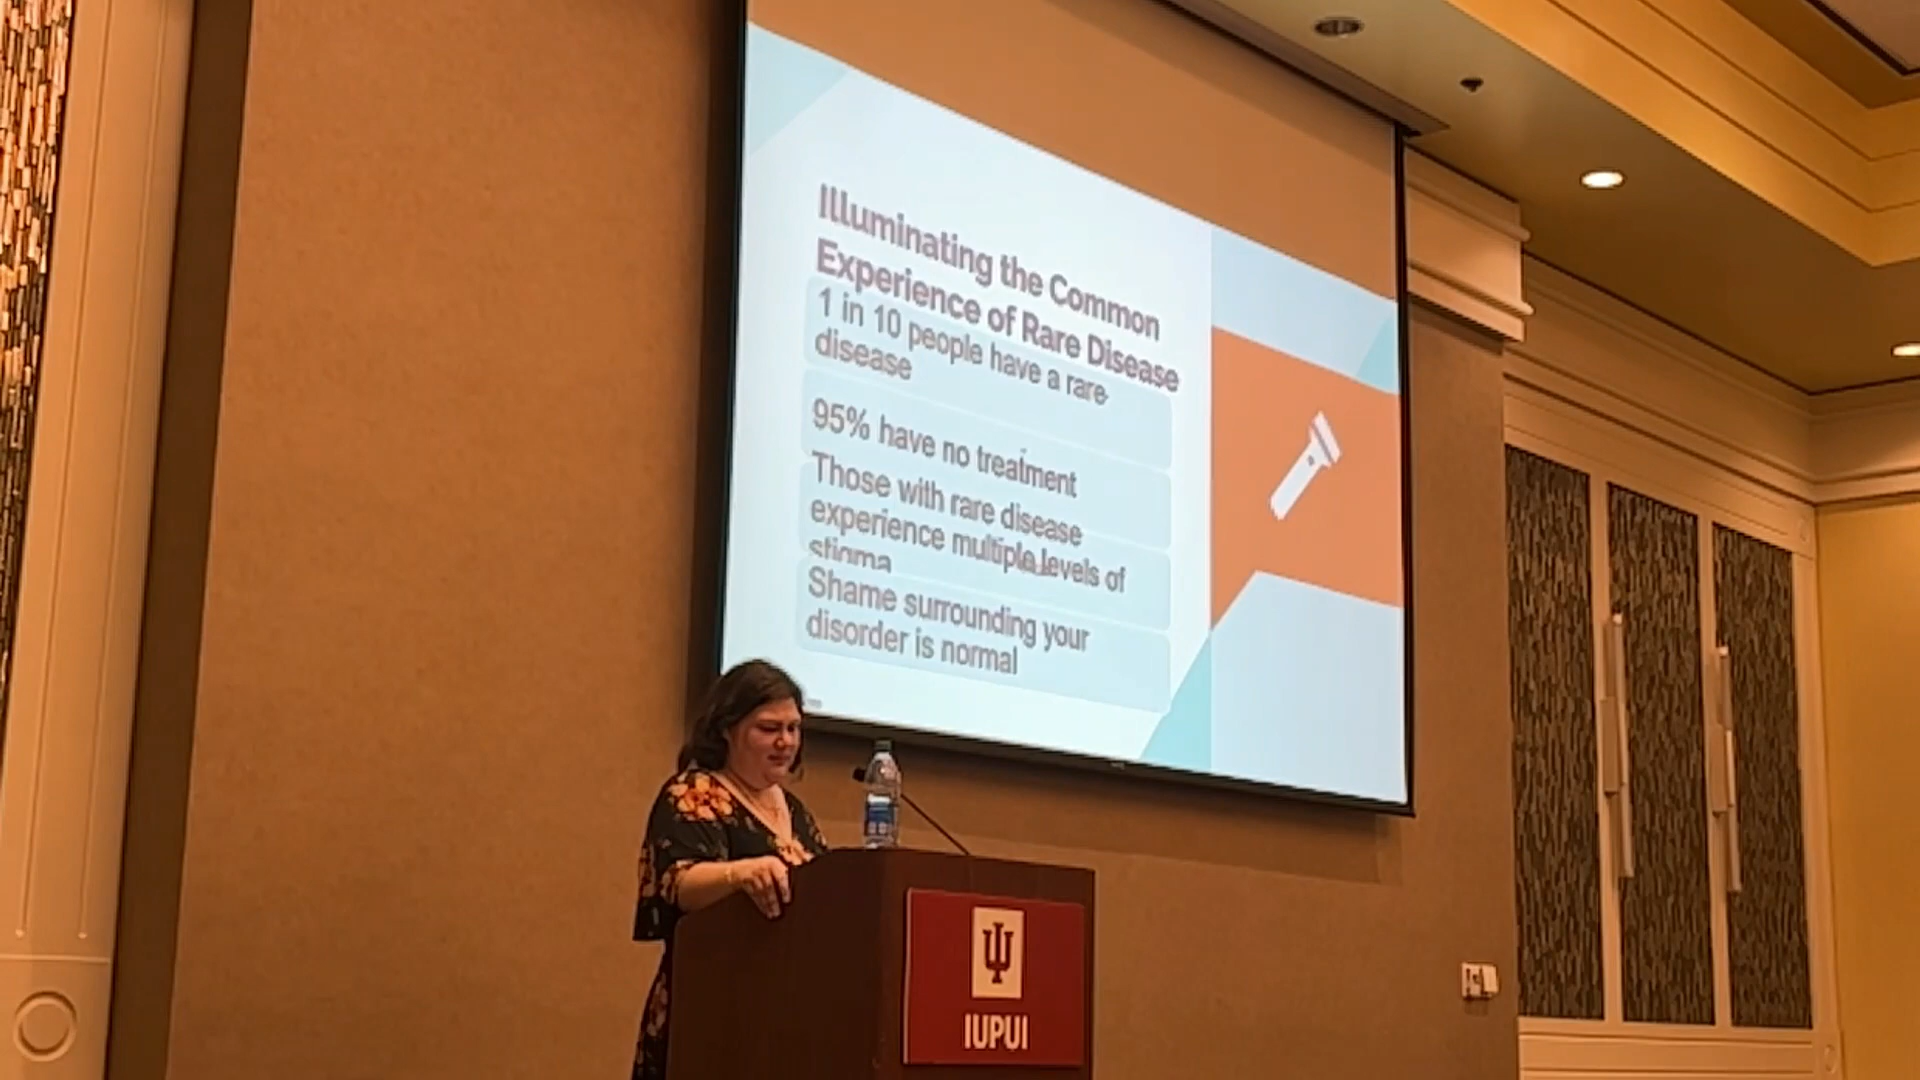 Illuminating the Common
Experience of Rare Disease
1 in 10 people have a rare
disease
95% have no treatment
Those with rare disease
experience multiple levels of
stigma
Shame surrounding your
disorder is normal
IUPUI